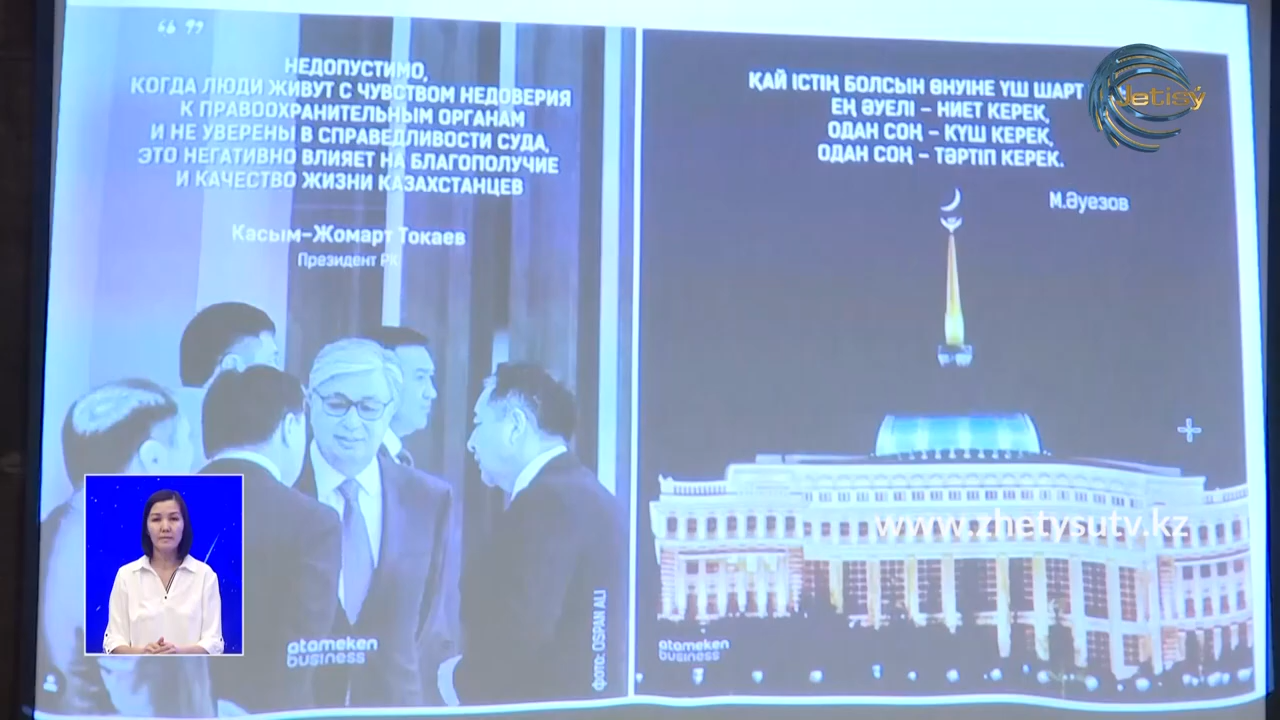 “ ”
НЕДОПУСТИМО,
КОГДА ЛЮДИ ЖИВУТ С ЧУВСТВОМ НЕДОВЕРИЯ
К ПРАВООХРАНИТЕЛЬНЫМ ОРГАНАМ
И НЕ УВЕРЕНЫ В СПРАВЕДЛИВОСТИ СУДА,
ЭТО НЕГАТИВНО ВЛИЯЕТ НА БЛАГОПОЛУЧИЕ
И КАЧЕСТВО ЖИЗНИ КАЗАХСТАНЦЕВ
Касым-Жомарт Токаев
Президент РК
atameken
business
фото: OSPAN ALI
ҚАЙ ІСТІҢ БОЛСЫН ӨНУІНЕ ҮШ ШАРТ
ЕҢ ӘУЕЛІ – НИЕТ КЕРЕК,
ОДАН СОҢ – КҮШ КЕРЕК,
ОДАН СОҢ – ТӘРТІП КЕРЕК.
М.Әуезов
atameken
business
Jetisý
www.zhetysutv.kz